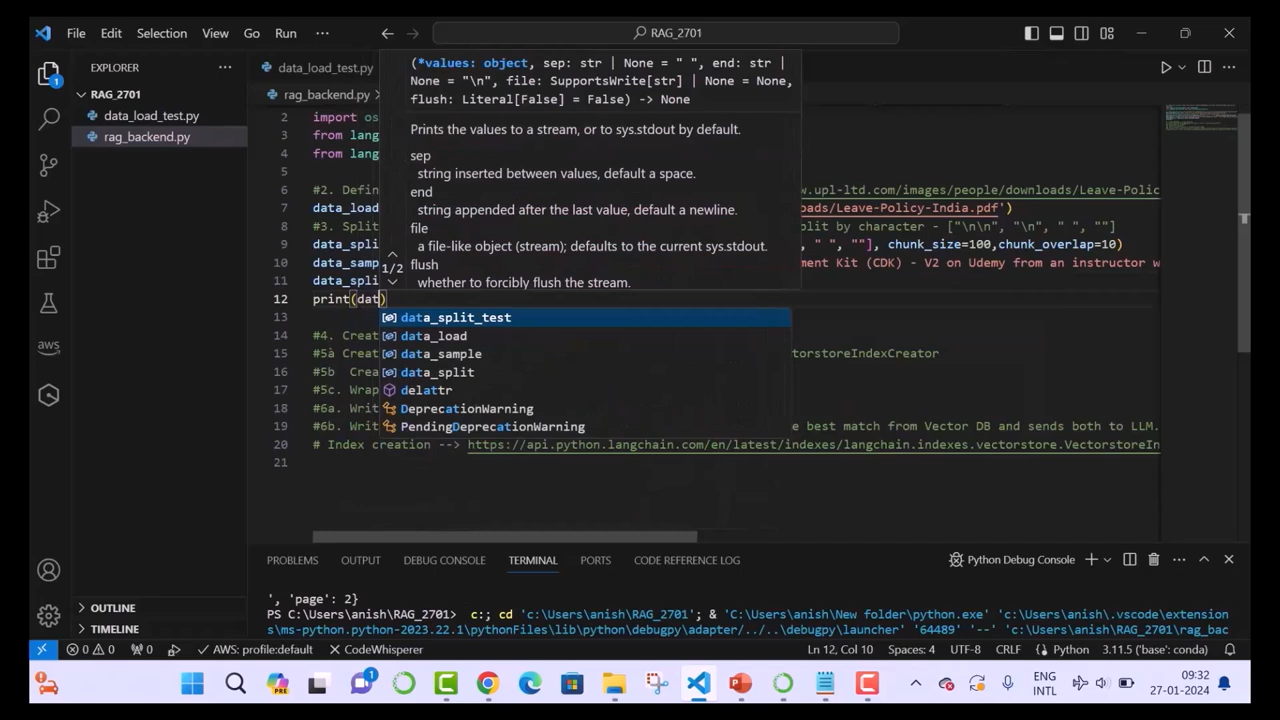 File Edit Selection View Go Run ··· RAG_2701
EXPLORER ···
RAG_2701
data_load_test.py
rag_backend.py
1
data_load_test.py
rag_backend.py >
2 import os
3 from lang
4 from lang
5
6 #2. Defin w.upl-ltd.com/images/people/downloads/Leave-Polic
7 data_load ads/Leave-Policy-India.pdf')
8 #3. Split plit by character - ["\n\n", "\n", " ", ""]
9 data_spli , " ", ""], chunk_size=100,chunk_overlap=10)
10 data_samp ment Kit (CDK) - V2 on Udemy from an instructor w
11 data_spli
12 print(dat)
13
14 #4. Creat
15 #5à Creat ctorstoreIndexCreator
16 #5b Crea
17 #5c. Wrap
18 #6a. Writ
19 #6b. Writ e best match from Vector DB and sends both to LLM.
20 # Index creation --> https://api.python.langchain.com/en/latest/indexes/langchain.indexes.vectorstore.VectorstoreIn
21
(*values: object, sep: str | None = " ", end: str |
None = "\n", file: SupportsWrite[str] | None = None,
flush: Literal[False] = False) -> None
Prints the values to a stream, or to sys.stdout by default.
sep
string inserted between values, default a space.
end
string appended after the last value, default a newline.
file
a file-like object (stream); defaults to the current sys.stdout.
1/2
flush
whether to forcibly flush the stream.
data_split_test
data_load
data_sample
data_split
delattr
DeprecationWarning
PendingDeprecationWarning
aws
PROBLEMS OUTPUT DEBUG CONSOLE TERMINAL PORTS CODE REFERENCE LOG Python Debug Console
', 'page': 2}
PS C:\Users\anish\RAG_2701> c:; cd 'c:\Users\anish\RAG_2701'; & 'C:\Users\anish\New folder\python.exe' 'c:\Users\anish\.vscode\extension
s\ms-python.python-2023.22.1\pythonFiles\lib\python\debugpy\adapter/../..\debugpy\launcher' '64489' '--' 'c:\Users\anish\RAG_2701\rag_bac
OUTLINE
TIMELINE
0 0 0 AWS: profile:default CodeWhisperer Ln 12, Col 10 Spaces: 4 UTF-8 CRLF Python 3.11.5 ('base': conda)
PRE
1
ENG
INTL
09:32
27-01-2024